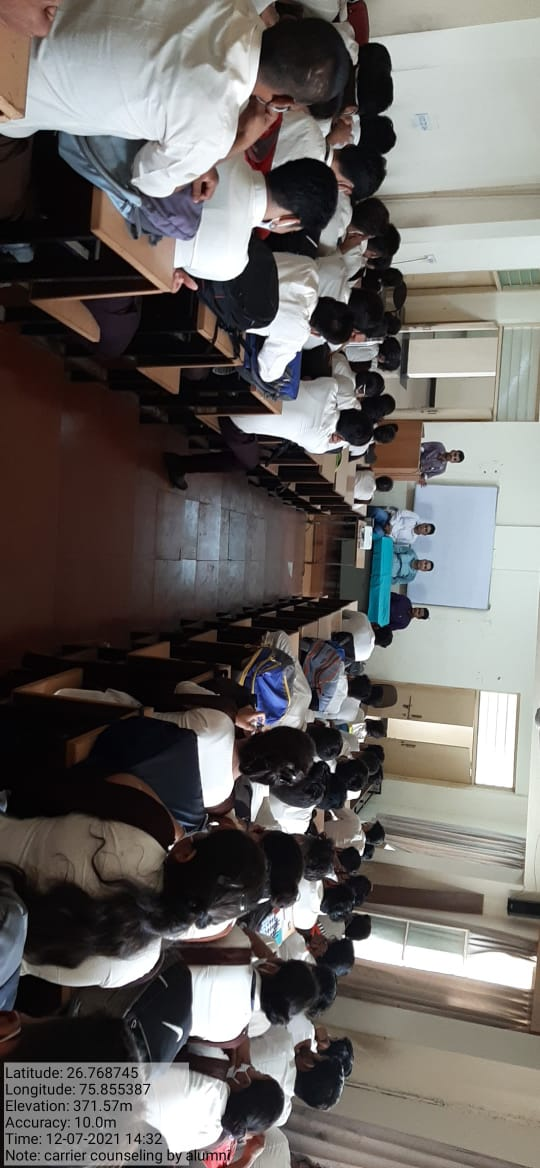 Latitude: 26.768745
Longitude: 75.855387
Elevation: 371.57m
Accuracy: 10.0m
Time: 12-07-2021 14:32
Note: carrier counseling by alumni